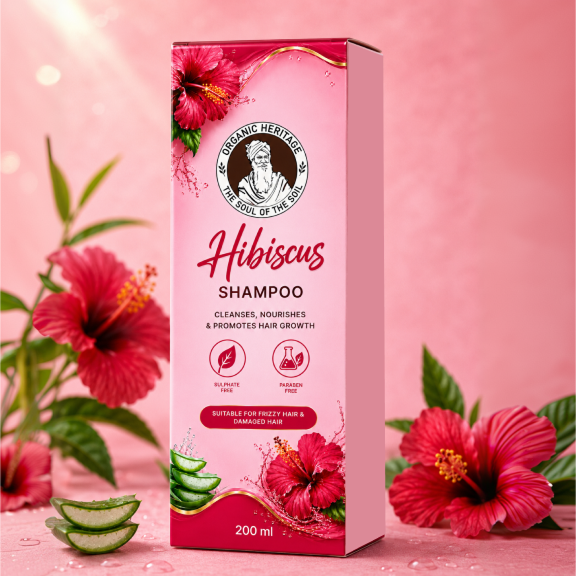 ORGANIC HERITAGE
THE SOUL OF THE SOIL
Hibiscus
SHAMPOO
CLEANSES, NOURISHES
& PROMOTES HAIR GROWTH
SULPHATE
FREE
PARABEN
FREE
SUITABLE FOR FRIZZY HAIR &
DAMAGED HAIR
200 ml